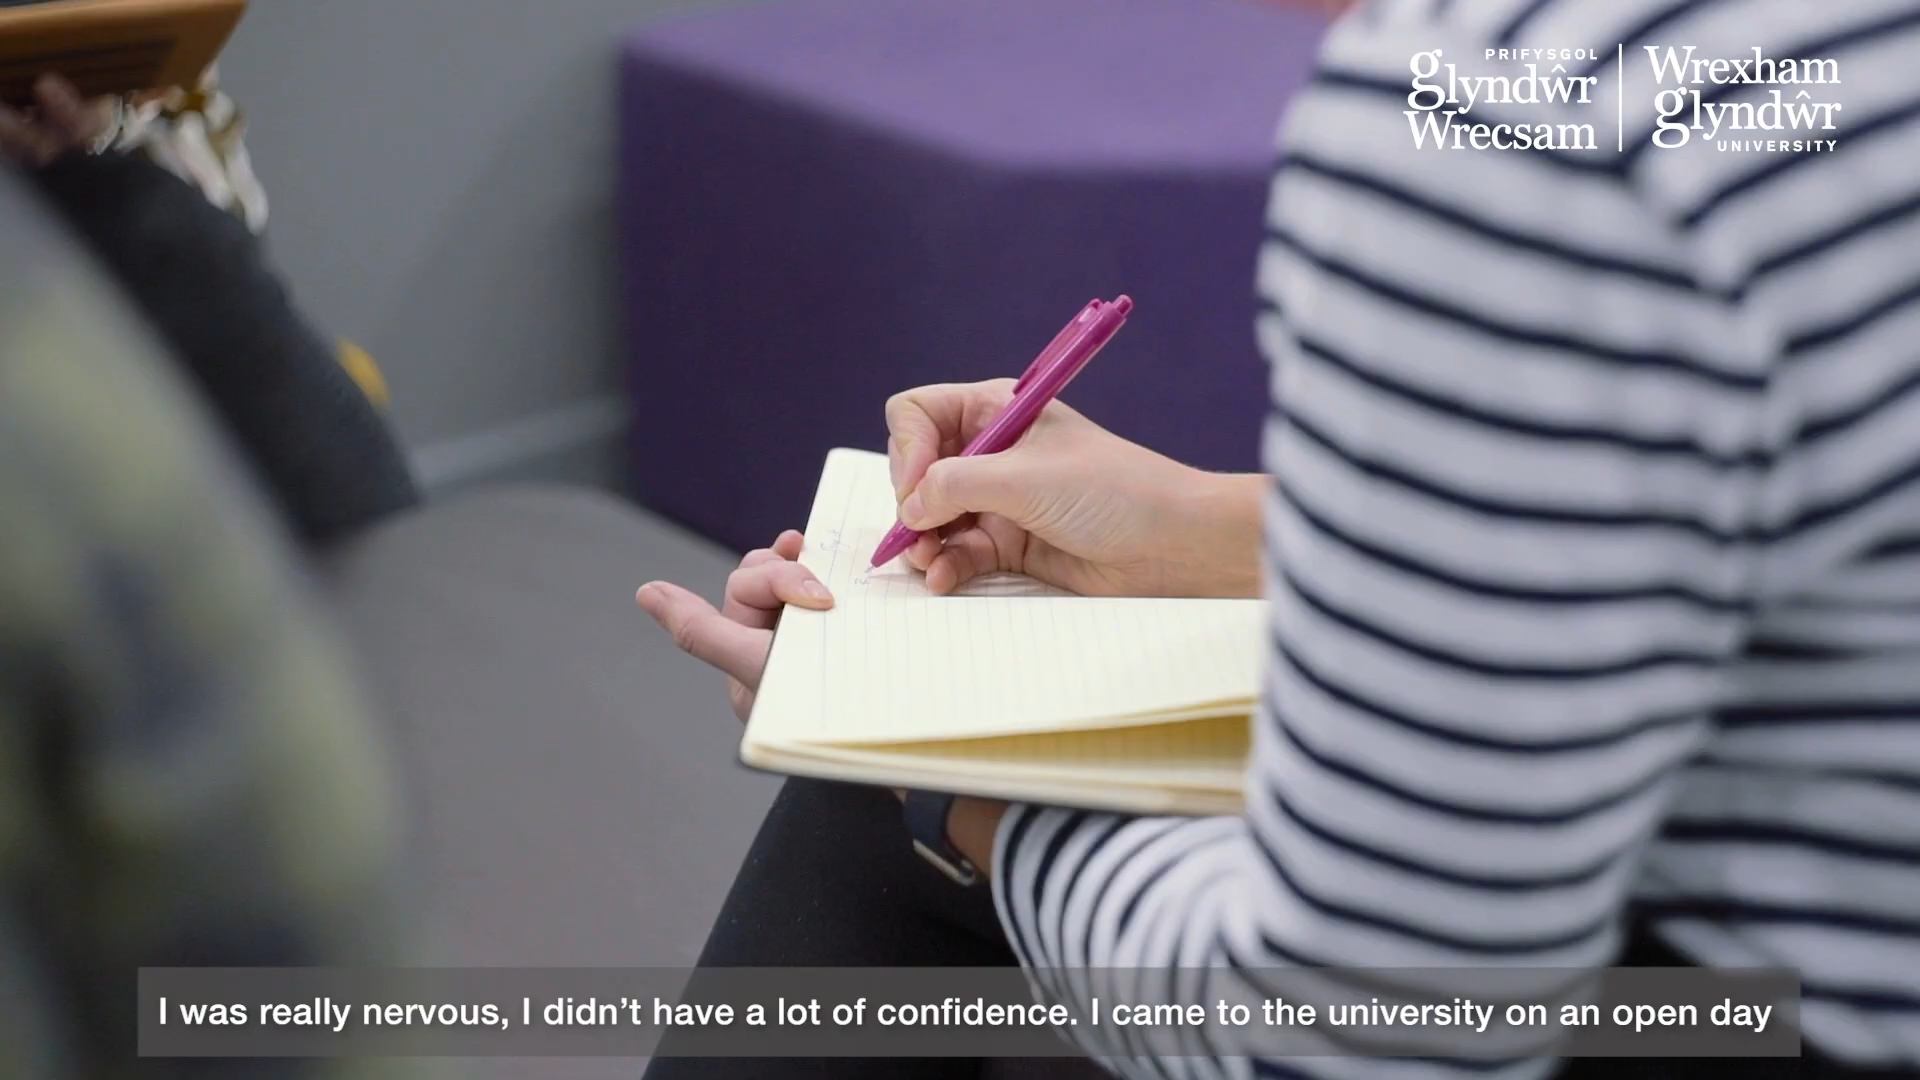 PRIFYSGOL
glyndŵr
Wrecsam
Wrexham
glyndŵr
UNIVERSITY
I was really nervous, I didn’t have a lot of confidence. I came to the university on an open day